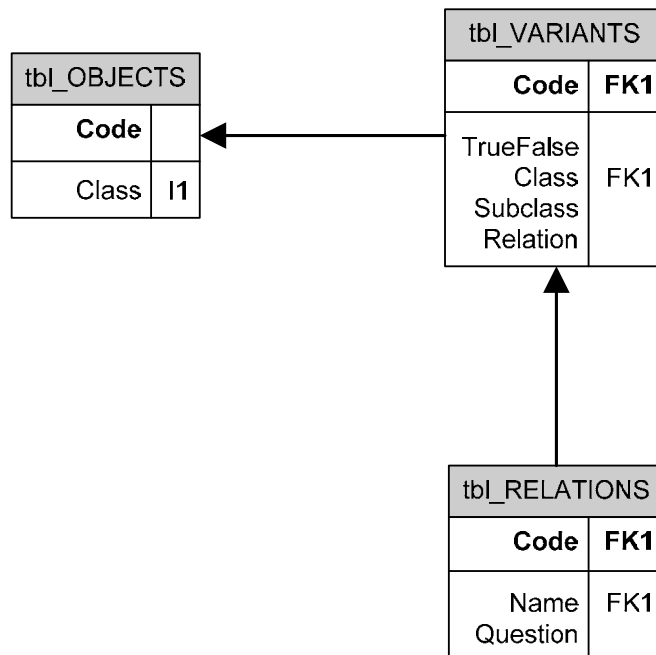 tbl_OBJECTS
Code
Class I1
tbl_VARIANTS
Code FK1
TrueFalse
Class FK1
Subclass
Relation
tbl_RELATIONS
Code FK1
Name FK1
Question